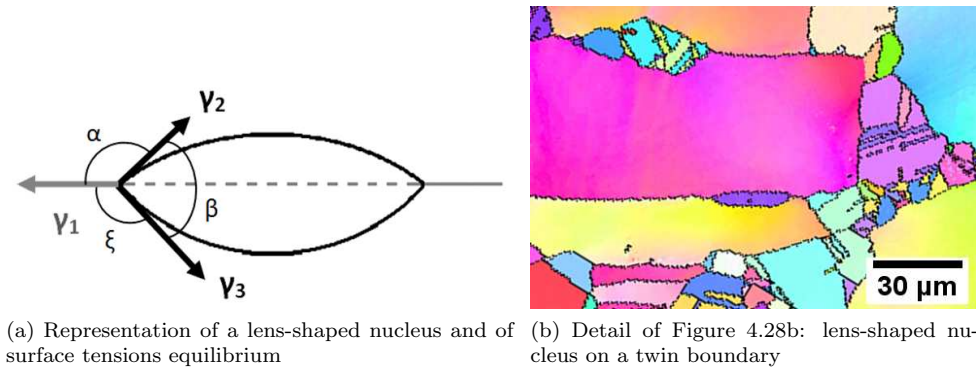 γ2
α
β
γ1
ξ
γ3
30 μm
(a) Representation of a lens-shaped nucleus and of
surface tensions equilibrium
(b) Detail of Figure 4.28b: lens-shaped nu-
cleus on a twin boundary